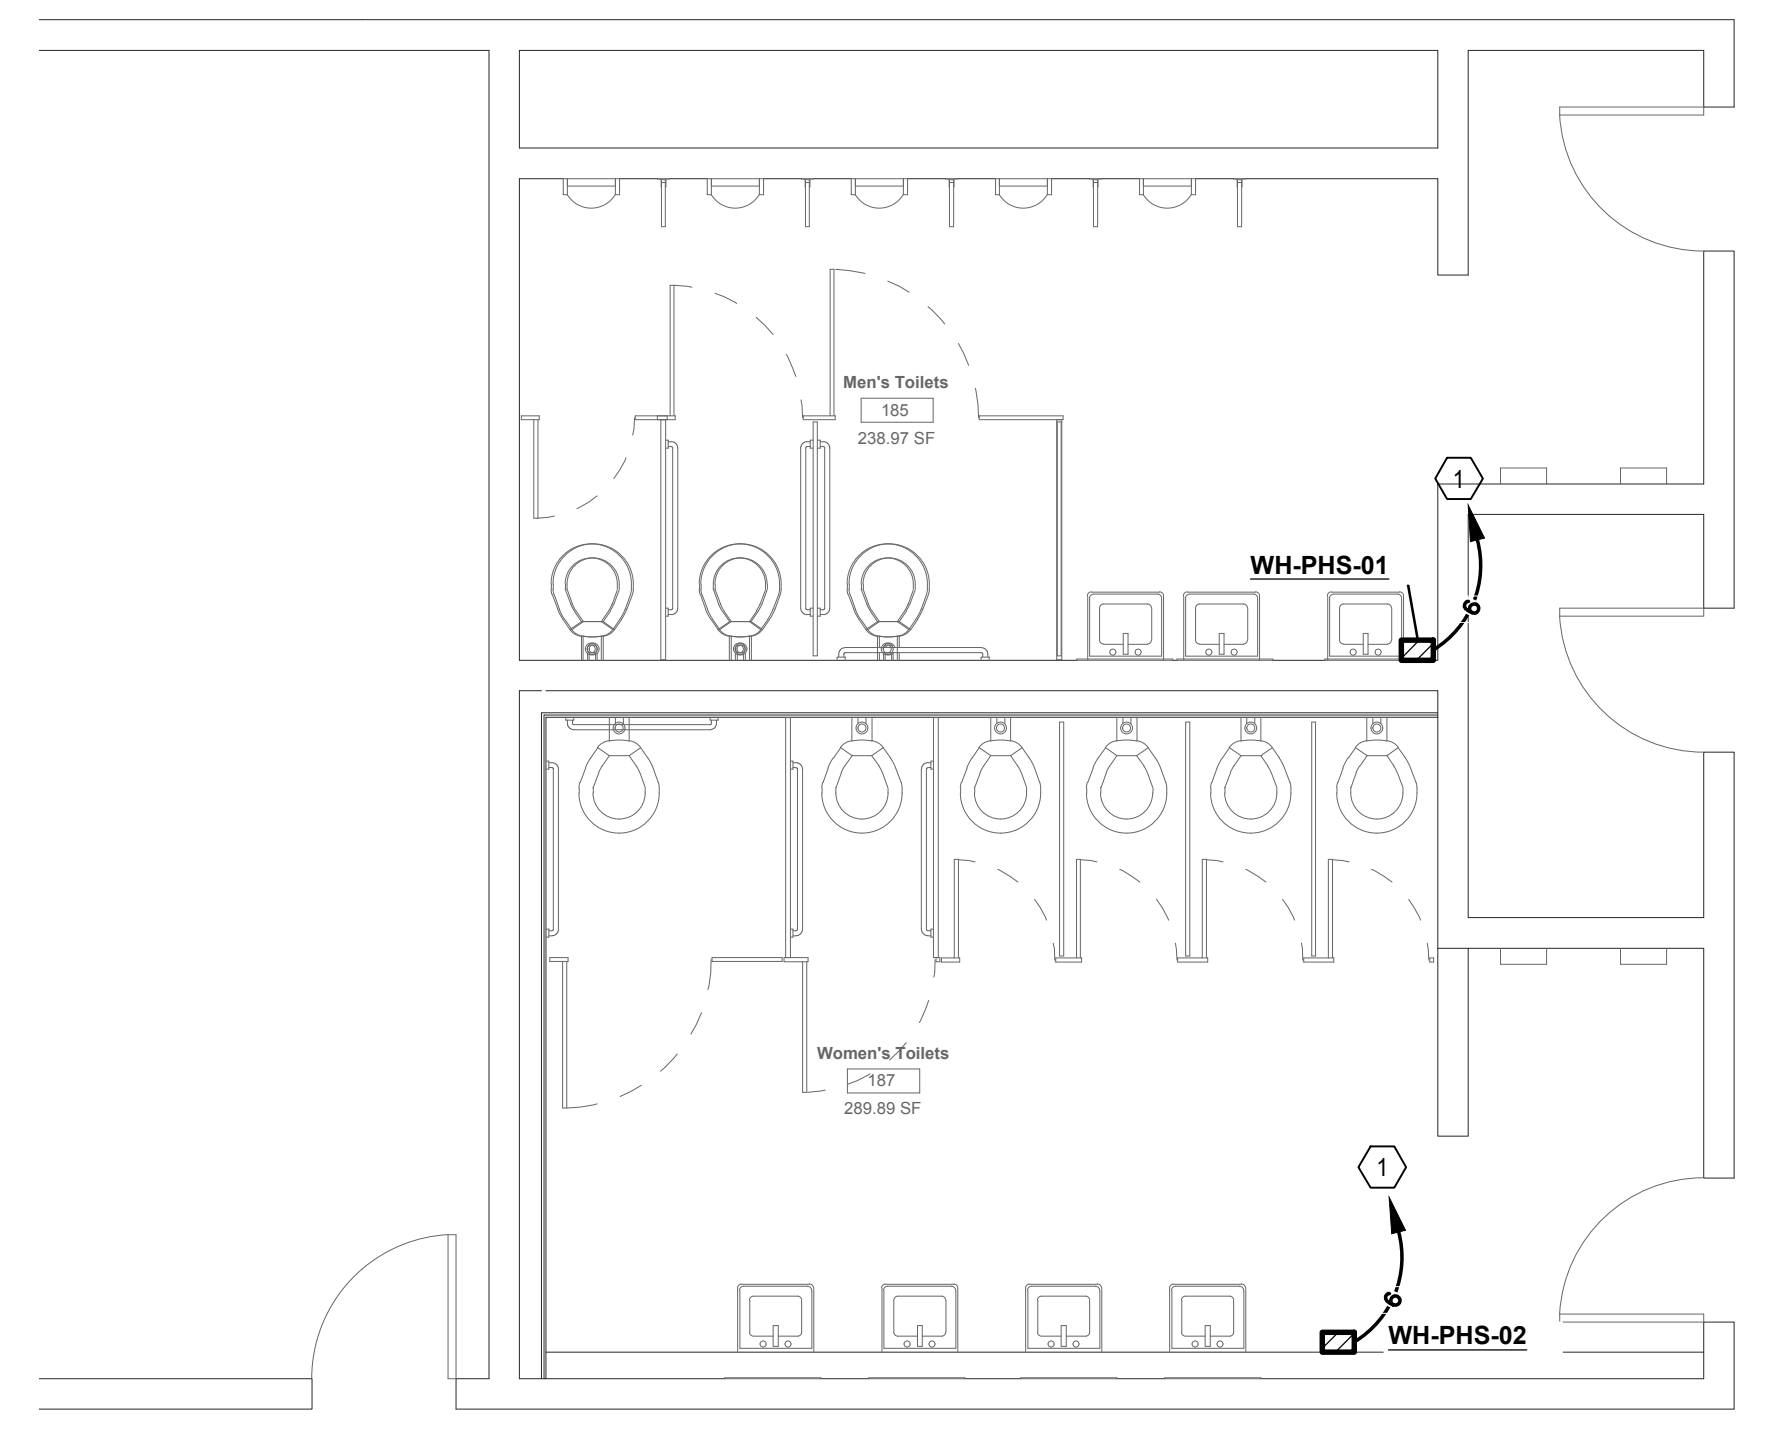 Men's Toilets
185
238.97 SF
1
WH-PHS-01
6
Women's Toilets
187
289.89 SF
1
6
WH-PHS-02